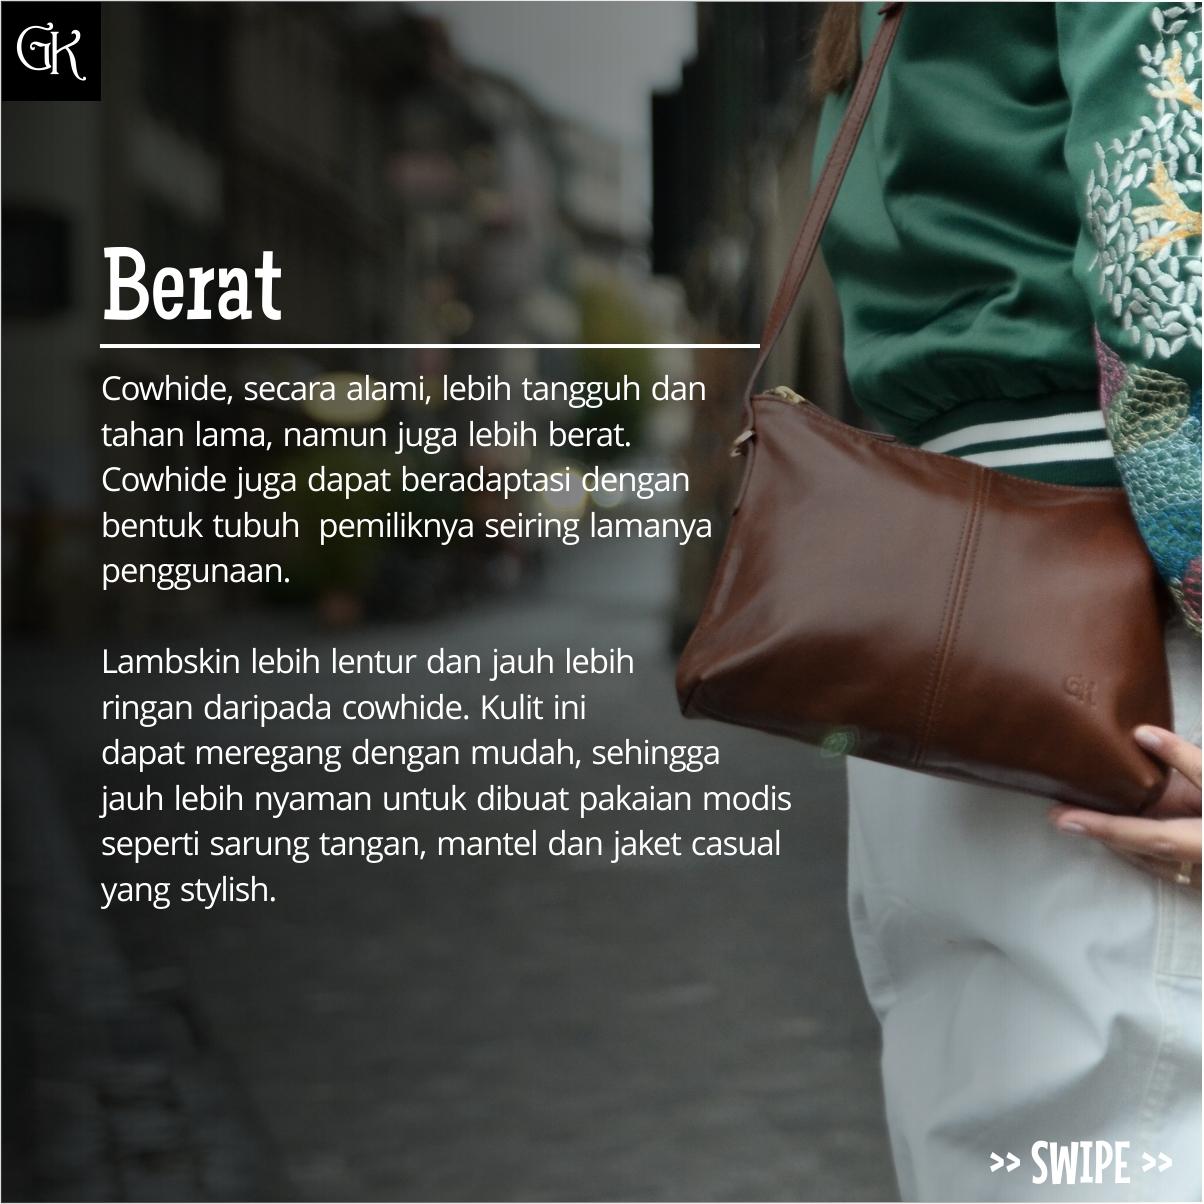 GK
Berat
Cowhide, secara alami, lebih tangguh dan
tahan lama, namun juga lebih berat.
Cowhide juga dapat beradaptasi dengan
bentuk tubuh  pemiliknya seiring lamanya
penggunaan.
Lambskin lebih lentur dan jauh lebih
ringan daripada cowhide. Kulit ini
dapat meregang dengan mudah, sehingga
jauh lebih nyaman untuk dibuat pakaian modis
seperti sarung tangan, mantel dan jaket casual
yang stylish.
GK
>> SWIPE >>